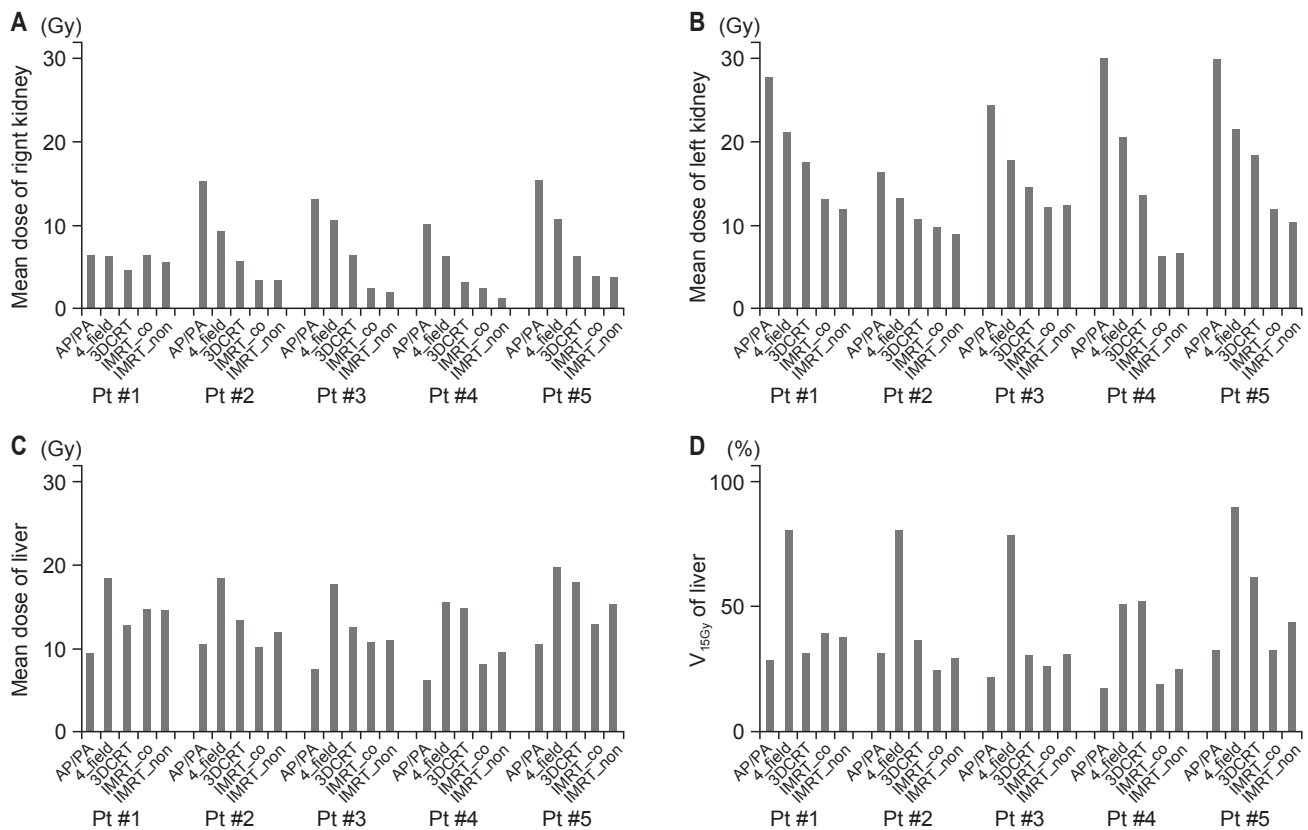 A (Gy)
Mean dose of rignt kidney
30
20
10
0
AP/PA 4_field 3DCRT IMRT_co IMRT_non AP/PA 4_field 3DCRT IMRT_co IMRT_non AP/PA 4_field 3DCRT IMRT_co IMRT_non AP/PA 4_field 3DCRT IMRT_co IMRT_non AP/PA 4_field 3DCRT IMRT_co IMRT_non
Pt #1 Pt #2 Pt #3 Pt #4 Pt #5
B (Gy)
Mean dose of left kidney
30
20
10
0
AP/PA 4_field 3DCRT IMRT_co IMRT_non AP/PA 4_field 3DCRT IMRT_co IMRT_non AP/PA 4_field 3DCRT IMRT_co IMRT_non AP/PA 4_field 3DCRT IMRT_co IMRT_non AP/PA 4_field 3DCRT IMRT_co IMRT_non
Pt #1 Pt #2 Pt #3 Pt #4 Pt #5
C (Gy)
Mean dose of liver
30
20
10
0
AP/PA 4_field 3DCRT IMRT_co IMRT_non AP/PA 4_field 3DCRT IMRT_co IMRT_non AP/PA 4_field 3DCRT IMRT_co IMRT_non AP/PA 4_field 3DCRT IMRT_co IMRT_non AP/PA 4_field 3DCRT IMRT_co IMRT_non
Pt #1 Pt #2 Pt #3 Pt #4 Pt #5
D (%)
V15Gy of liver
100
50
0
AP/PA 4_field 3DCRT IMRT_co IMRT_non AP/PA 4_field 3DCRT IMRT_co IMRT_non AP/PA 4_field 3DCRT IMRT_co IMRT_non AP/PA 4_field 3DCRT IMRT_co IMRT_non AP/PA 4_field 3DCRT IMRT_co IMRT_non
Pt #1 Pt #2 Pt #3 Pt #4 Pt #5